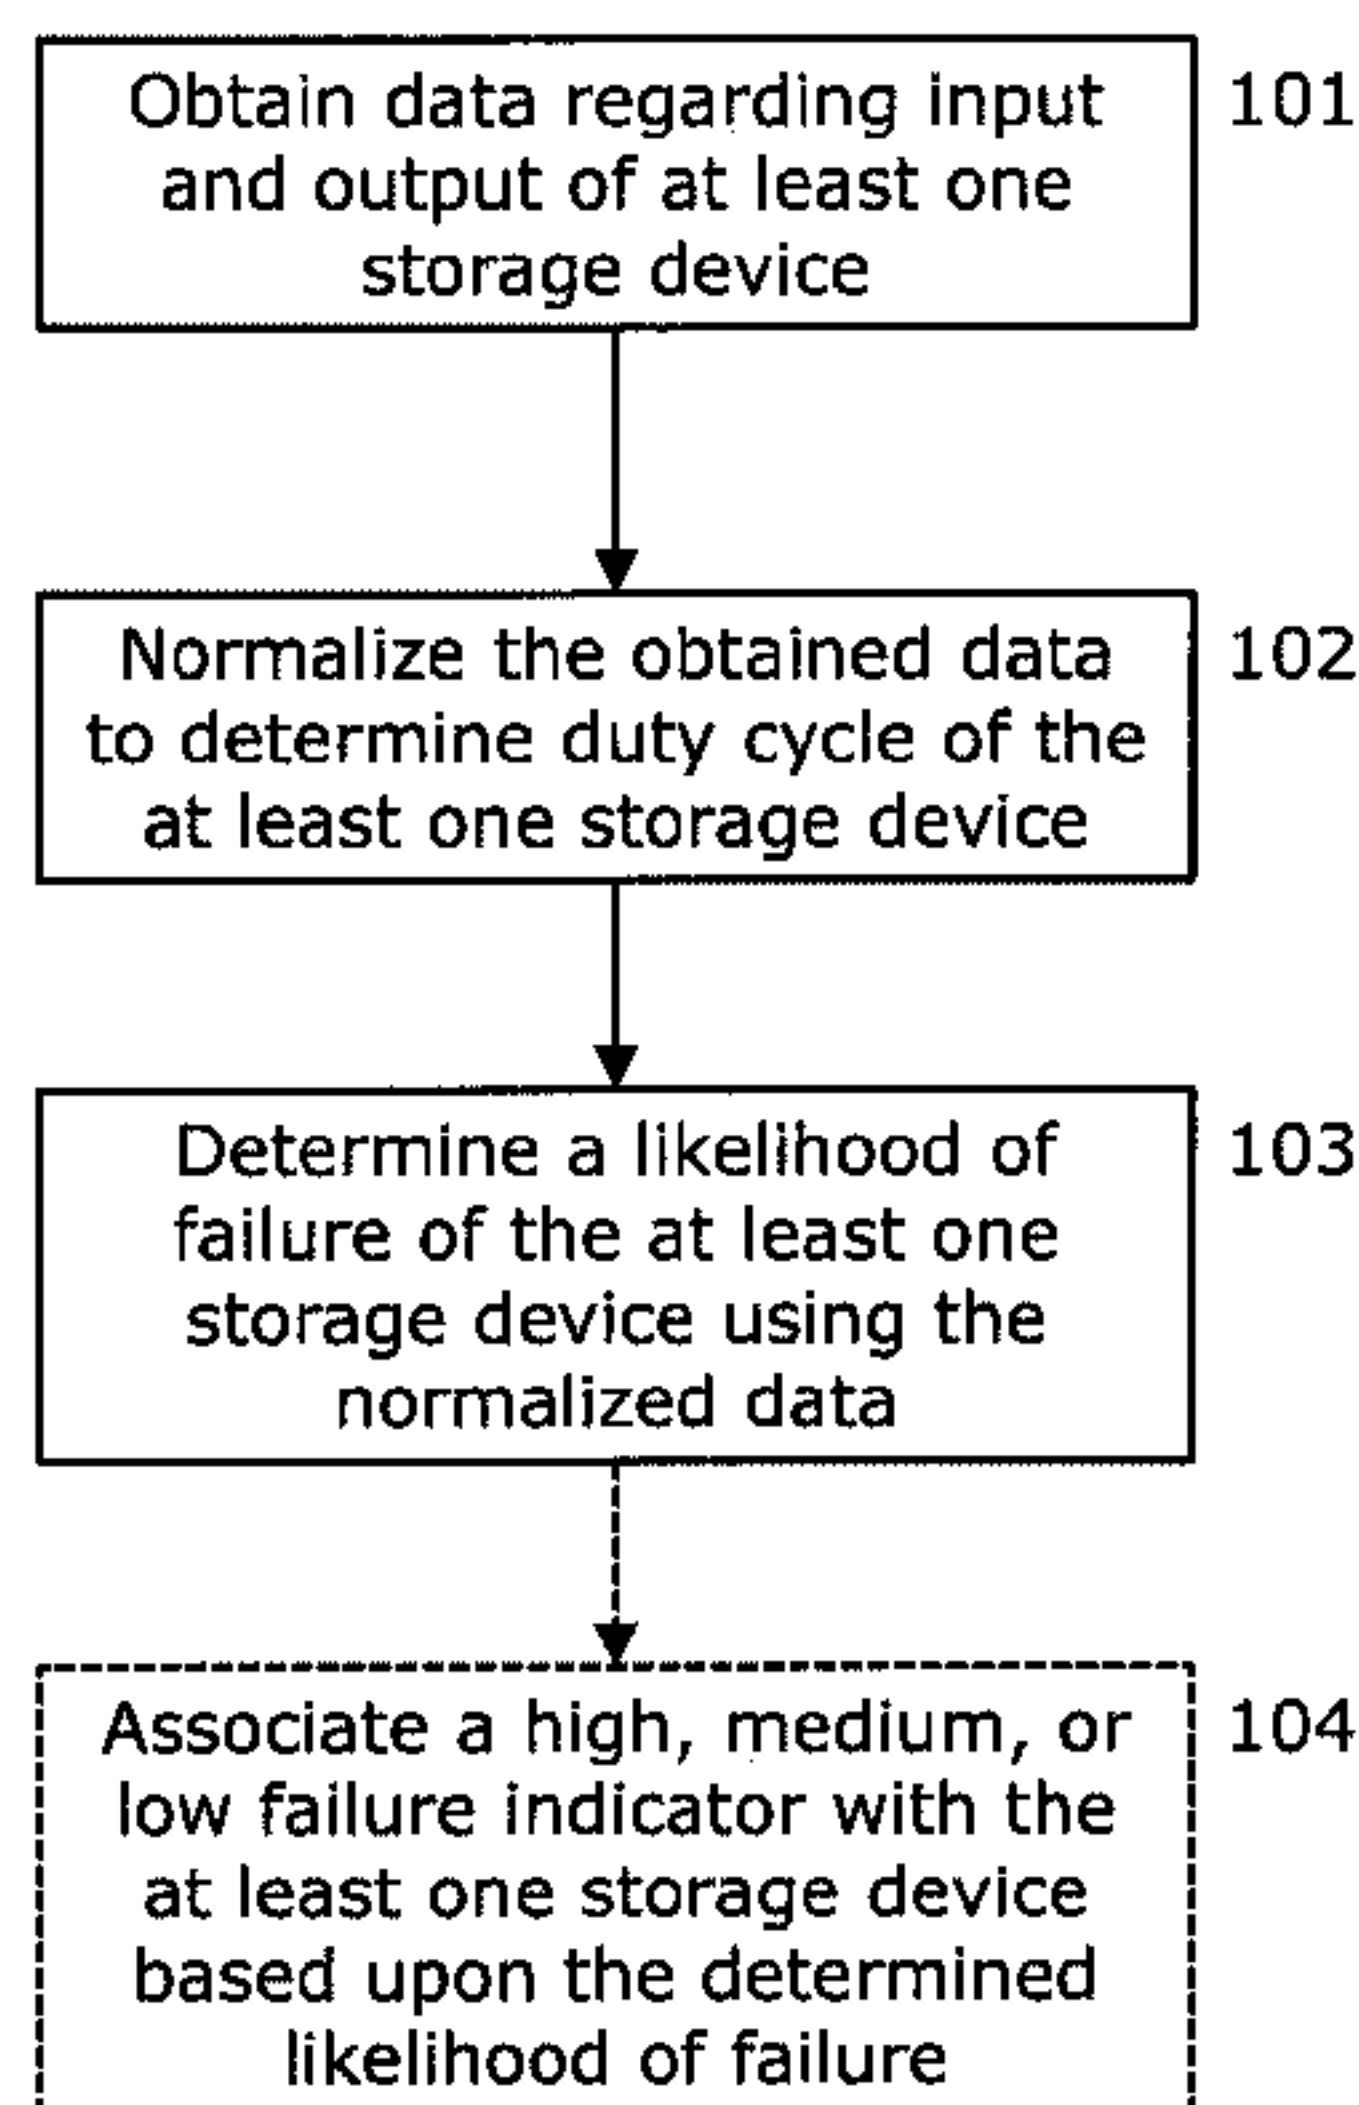 Obtain data regarding input 101
and output of at least one
storage device
Normalize the obtained data 102
to determine duty cycle of the
at least one storage device
Determine a likelihood of 103
failure of the at least one
storage device using the
normalized data
Associate a high, medium, or 104
low failure indicator with the
at least one storage device
based upon the determined
likelihood of failure